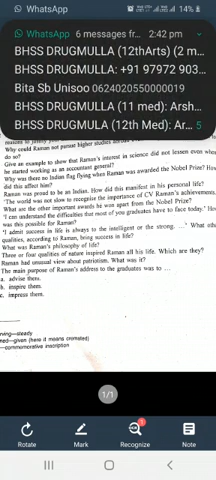 WhatsApp
14%
WhatsApp 6 messages fr... 2:42 pm
BHSS DRUGMULLA (12thArts) (2 m...
BHSS DRUGMULLA: +91 97972 903...
Bita Sb Unisoo 0624020550000019
BHSS DRUGMULLA (11 med): Arsh...
BHSS DRUGMULA (12th Med): Ar... 5
Why could Raman not pursue higher studies
do so?
Give an example to show that Raman's interest in science did not lessen even when
he started working as an accountant general?
Why was there no Indian flag flying when Raman was awarded the Nobel Prize? How
did this affect him?
Raman was proud to be an Indian. How did this manifest in his personal life?
'The world was not slow to recognise the importance of CV Raman's achievements.
What are the other important awards he won apart from the Nobel Prize?
'I can understand the difficulties that most of you graduates have to face today.' How
was this possible for Raman?
'I admit success in life is always to the intelligent or the strong. ...' What othe
qualities, according to Raman, bring success in life?
What was Raman's philosophy of life?
Three or four qualities of nature inspired Raman all his life. Which are they?
Raman had unusual view about patriotism. What was it?
The main purpose of Raman's address to the graduates was to ...
a. advise them.
b. inspire them.
c. impress them.
—steady
—given (here it means cremated)
—commemorative inscription
1/1
1
Rotate
Mark
Recognize
Note